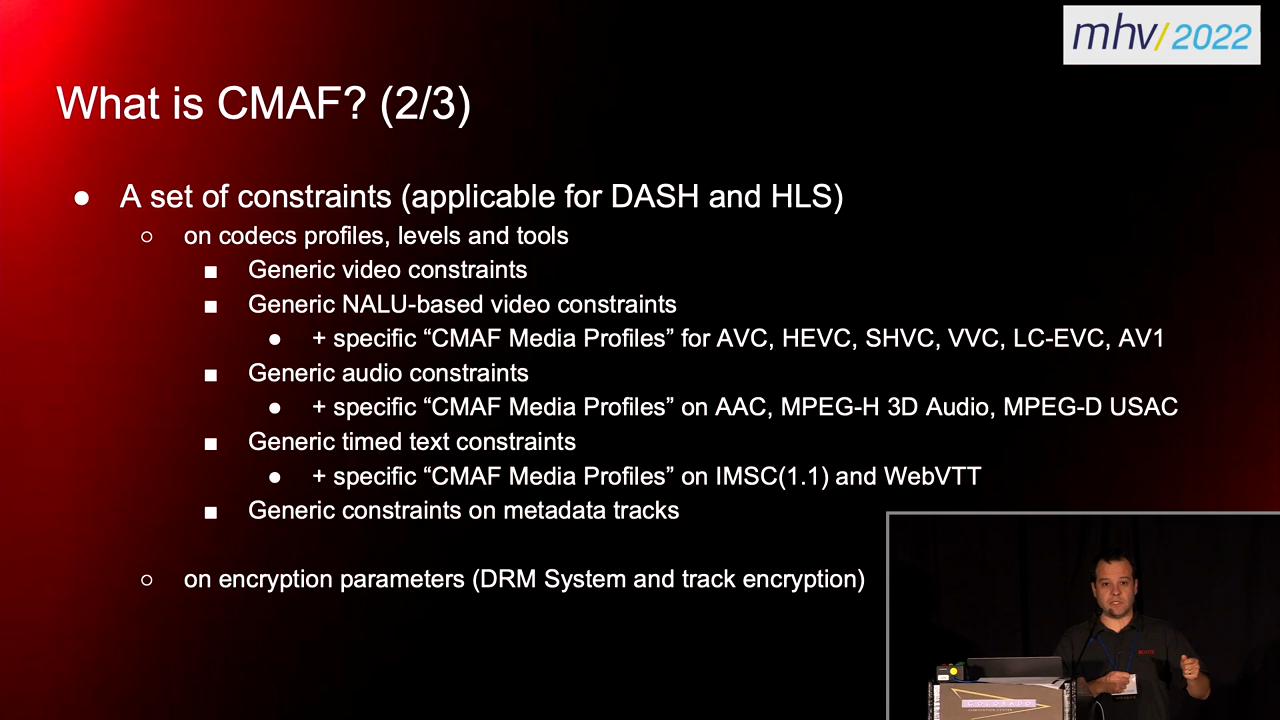 mhv/2022
What is CMAF? (2/3)
● A set of constraints (applicable for DASH and HLS)
○ on codecs profiles, levels and tools
■ Generic video constraints
■ Generic NALU-based video constraints
● + specific “CMAF Media Profiles” for AVC, HEVC, SHVC, VVC, LC-EVC, AV1
■ Generic audio constraints
● + specific “CMAF Media Profiles” on AAC, MPEG-H 3D Audio, MPEG-D USAC
■ Generic timed text constraints
● + specific “CMAF Media Profiles” on IMSC(1.1) and WebVTT
■ Generic constraints on metadata tracks
○ on encryption parameters (DRM System and track encryption)
COLORADO